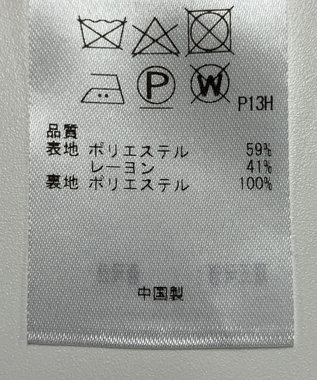 P
W
P13H
品質
表地 ポリエステル 59%
レーヨン 41%
裏地 ポリエステル 100%
中国製